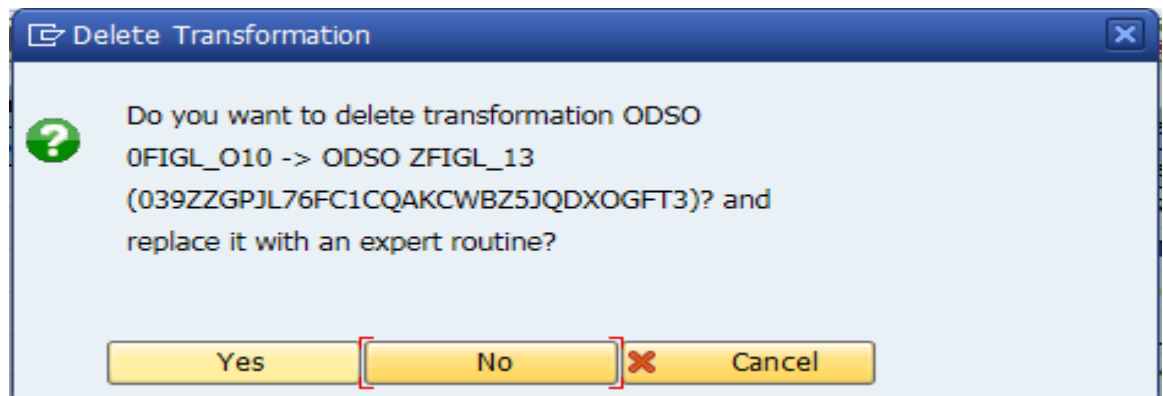 Delete Transformation
Do you want to delete transformation ODSO
0FIGL_O10 -> ODSO ZFIGL_13
(039ZZGPJL76FC1CQAKCWBZ5JQDXOGFT3)? and
replace it with an expert routine?
Yes No Cancel